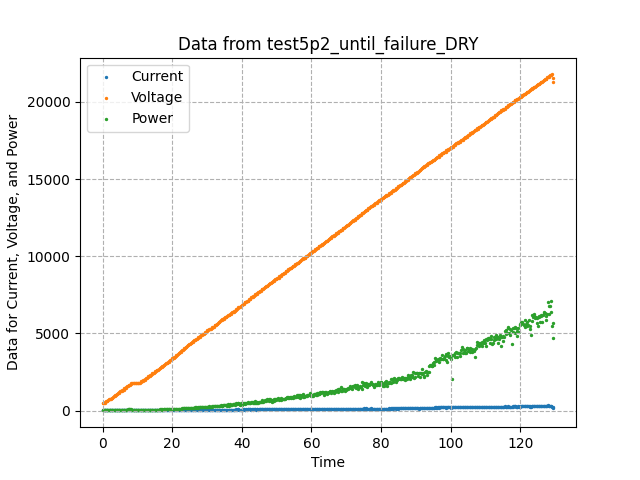 Data from test5p2_until_failure_DRY
Current
Voltage
Power
Data for Current, Voltage, and Power
20000
15000
10000
5000
0
0 20 40 60 80 100 120
Time